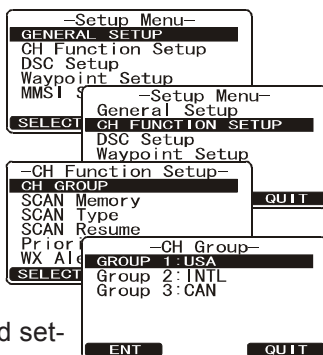 —Setup Menu—
GENERAL SETUP
CH Function Setup
DSC Setup
Waypoint Setup
MMSI
SELECT
—Setup Menu—
General Setup
CH FUNCTION SETUP
DSC Setup
Waypoint Setup
QUIT
—CH Function Setup—
CH GROUP
SCAN Memory
SCAN Type
SCAN Resume
WX
SELECT
—CH Group—
GROUP 1:USA
Group 2:INTL
Group 3:CAN
ENT
QUIT
d set-